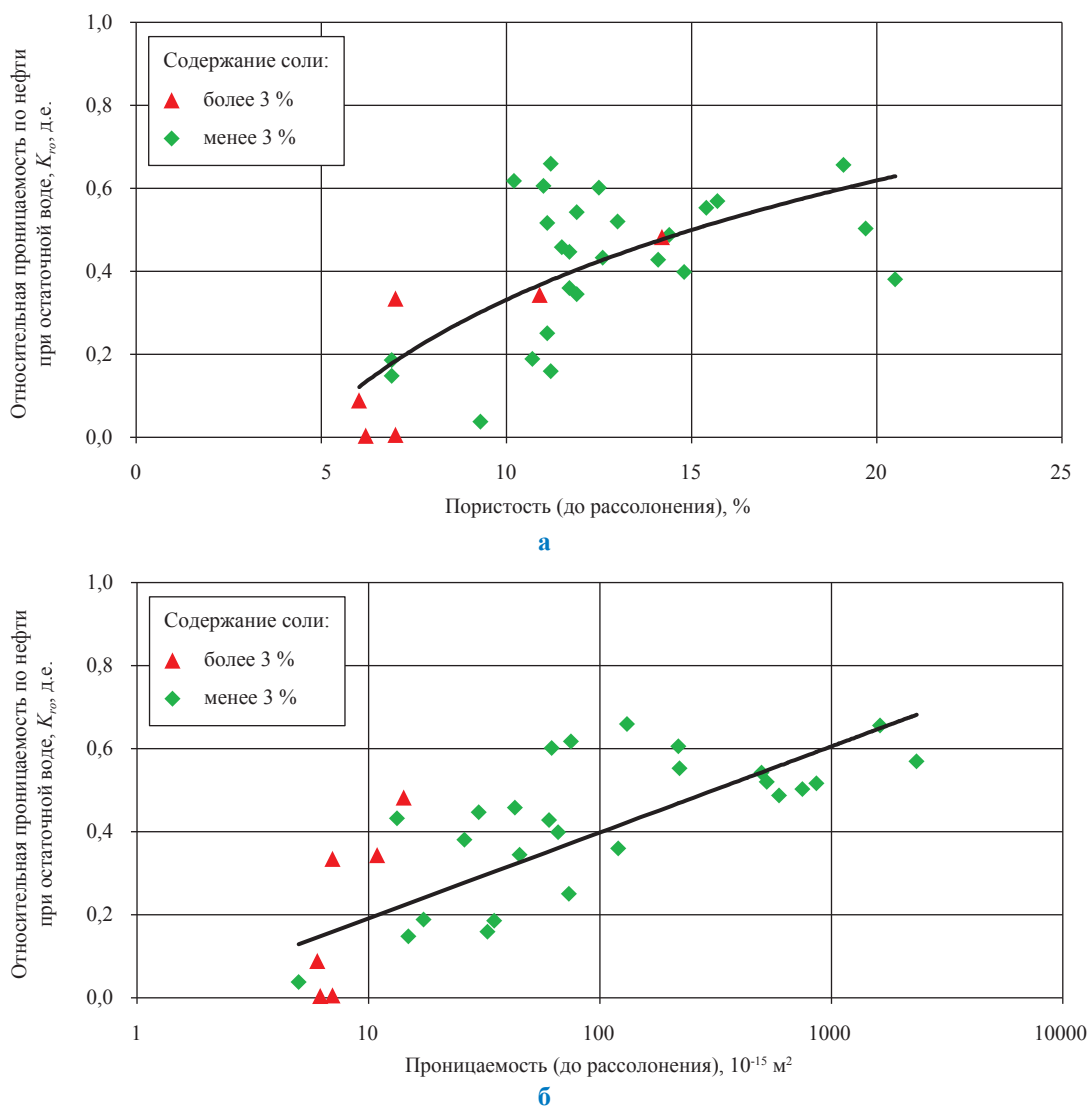 Относительная проницаемость по нефти
при остаточной воде, Kro, д.е.
1,0
0,8
0,6
0,4
0,2
0,0
Содержание соли:
более 3 %
менее 3 %
0
5
10
15
20
25
Пористость (до рассолонения), %
а
Относительная проницаемость по нефти
при остаточной воде, Kro, д.е.
1,0
0,8
0,6
0,4
0,2
0,0
Содержание соли:
более 3 %
менее 3 %
1
10
100
1000
10000
Проницаемость (до рассолонения), 10⁻¹⁵ м²
б